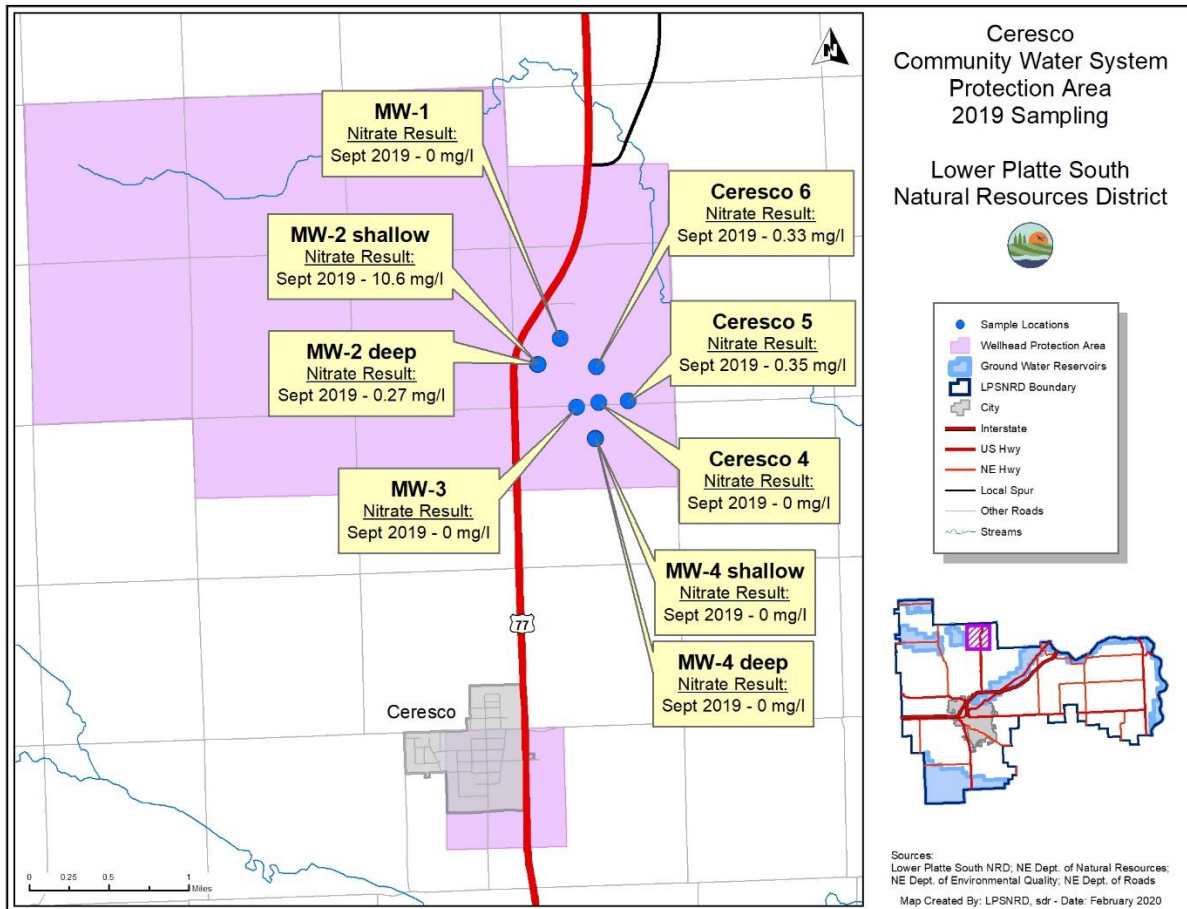 Ceresco
Community Water System
Protection Area
2019 Sampling
Lower Platte South
Natural Resources District
N
MW-1
Nitrate Result:
Sept 2019 - 0 mg/l
MW-2 shallow
Nitrate Result:
Sept 2019 - 10.6 mg/l
MW-2 deep
Nitrate Result:
Sept 2019 - 0.27 mg/l
MW-3
Nitrate Result:
Sept 2019 - 0 mg/l
Ceresco 6
Nitrate Result:
Sept 2019 - 0.33 mg/l
Ceresco 5
Nitrate Result:
Sept 2019 - 0.35 mg/l
Ceresco 4
Nitrate Result:
Sept 2019 - 0 mg/l
MW-4 shallow
Nitrate Result:
Sept 2019 - 0 mg/l
MW-4 deep
Nitrate Result:
Sept 2019 - 0 mg/l
77
Ceresco
0 0.25 0.5 1
Miles
Sample Locations
Wellhead Protection Area
Ground Water Reservoirs
LPSNRD Boundary
City
Interstate
US Hwy
NE Hwy
Local Spur
Other Roads
Streams
Sources:
Lower Platte South NRD; NE Dept. of Natural Resources;
NE Dept. of Environmental Quality; NE Dept. of Roads
Map Created By: LPSNRD, sdr - Date: February 2020